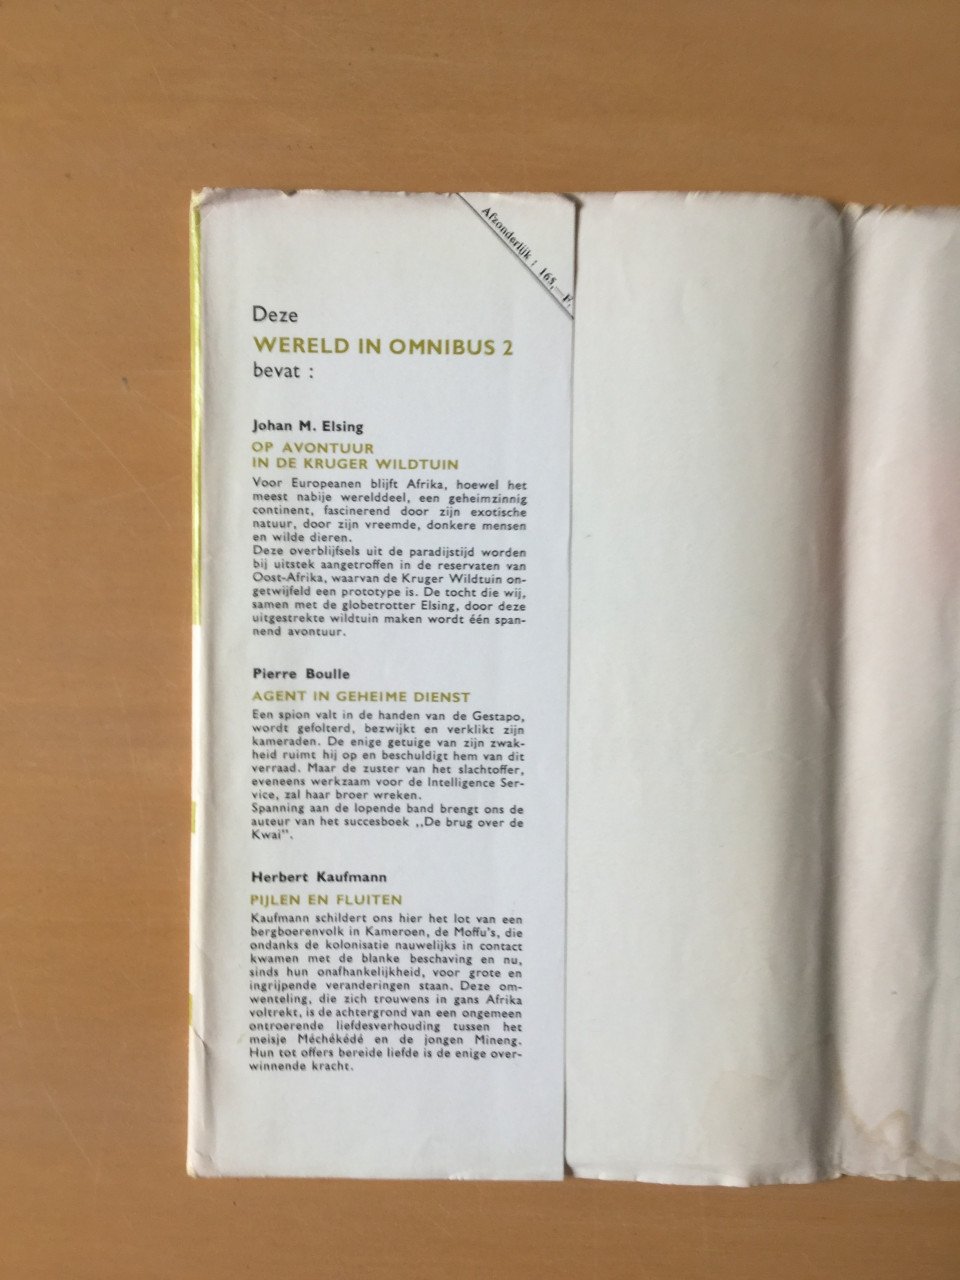 Afzonderlijk : 165,—F.
Deze
WERELD IN OMNIBUS 2
bevat :
Johan M. Elsing
OP AVONTUUR
IN DE KRUGER WILDTUIN
Voor Europeanen blijft Afrika, hoewel het
meest nabije werelddeel, een geheimzinnig
continent, fascinerend door zijn exotische
natuur, door zijn vreemde, donkere mensen
en wilde dieren.
Deze overblijfsels uit de paradijstijd worden
bij uitstek aangetroffen in de reservaten van
Oost-Afrika, waarvan de Kruger Wildtuin on-
getwijfeld een prototype is. De tocht die wij,
samen met de globetrotter Elsing, door deze
uitgestrekte wildtuin maken wordt één span-
nend avontuur.
Pierre Boulle
AGENT IN GEHEIME DIENST
Een spion valt in de handen van de Gestapo,
wordt gefolterd, bezwijkt en verklikt zijn
kameraden. De enige getuige van zijn zwak-
heid ruimt hij op en beschuldigt hem van dit
verraad. Maar de zuster van het slachtoffer,
eveneens werkzaam voor de Intelligence Ser-
vice, zal haar broer wreken.
Spanning aan de lopende band brengt ons de
auteur van het succesboek ,,De brug over de
Kwai".
Herbert Kaufmann
PIJLEN EN FLUITEN
Kaufmann schildert ons hier het lot van een
bergboerenvolk in Kameroen, de Moffu's, die
ondanks de kolonisatie nauwelijks in contact
kwamen met de blanke beschaving en nu,
sinds hun onafhankelijkheid, voor grote en
ingrijpende veranderingen staan. Deze om-
wenteling, die zich trouwens in gans Afrika
voltrekt, is de achtergrond van een ongemeen
ontroerende liefdesverhouding tussen het
meisje Méchékédé en de jongen Mineng.
Hun tot offers bereide liefde is de enige over-
winnende kracht.